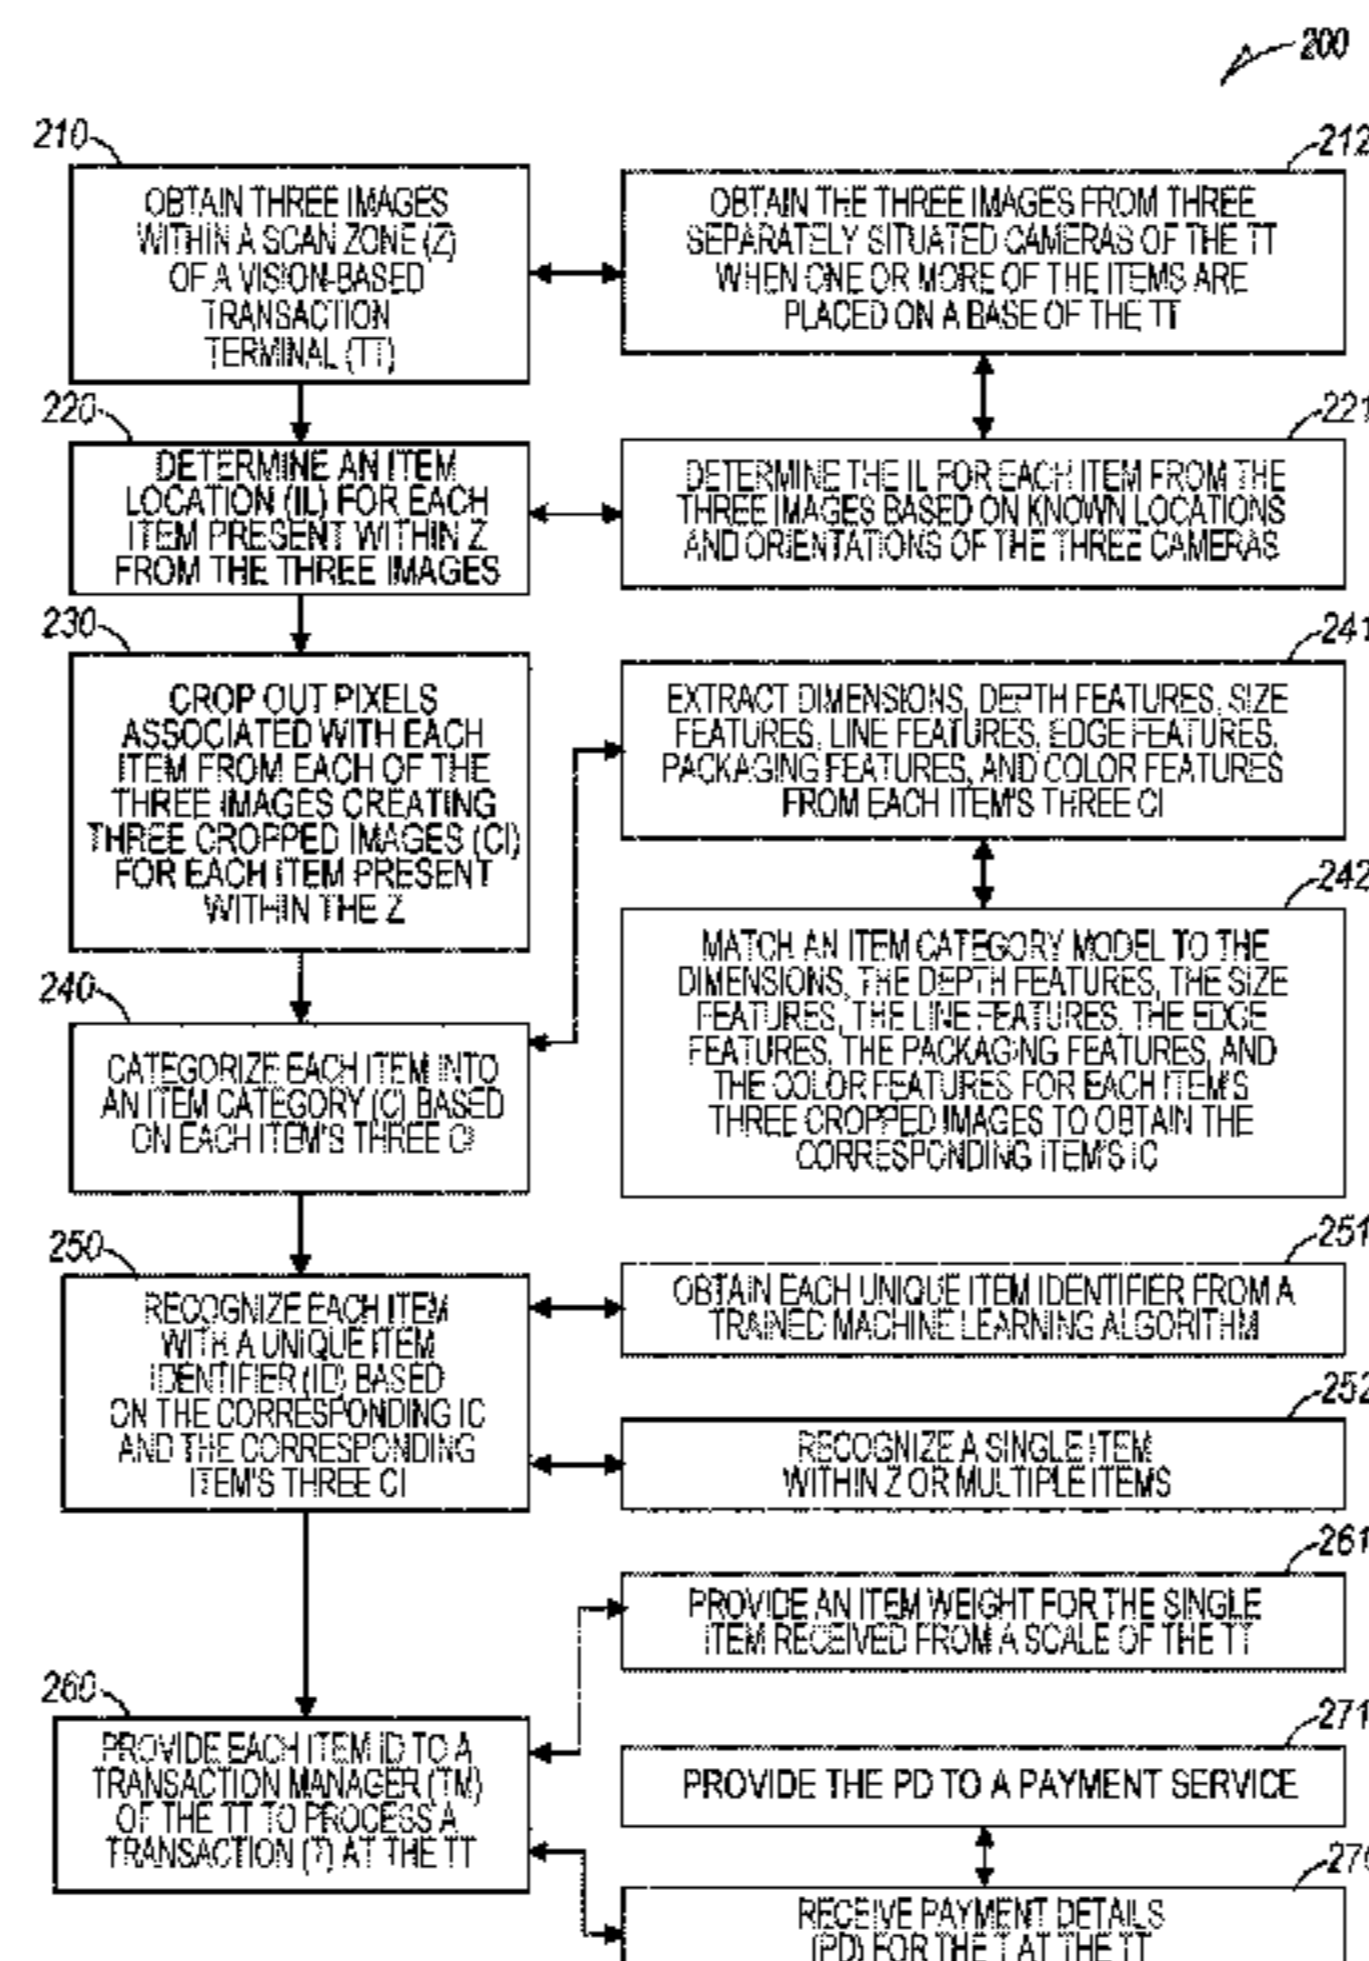 200
210
OBTAIN THREE IMAGES
WITHIN A SCAN ZONE (Z)
OF A VISION-BASED
TRANSACTION
TERMINAL (TT)
212
OBTAIN THE THREE IMAGES FROM THREE
SEPARATELY SITUATED CAMERAS OF THE TT
WHEN ONE OR MORE OF THE ITEMS ARE
PLACED ON A BASE OF THE TT
220
DETERMINE AN ITEM
LOCATION (IL) FOR EACH
ITEM PRESENT WITHIN Z
FROM THE THREE IMAGES
221
DETERMINE THE IL FOR EACH ITEM FROM THE
THREE IMAGES BASED ON KNOWN LOCATIONS
AND ORIENTATIONS OF THE THREE CAMERAS
230
CROP OUT PIXELS
ASSOCIATED WITH EACH
ITEM FROM EACH OF THE
THREE IMAGES CREATING
THREE CROPPED IMAGES (CI)
FOR EACH ITEM PRESENT
WITHIN THE Z
241
EXTRACT DIMENSIONS, DEPTH FEATURES, SIZE
FEATURES, LINE FEATURES, EDGE FEATURES,
PACKAGING FEATURES, AND COLOR FEATURES
FROM EACH ITEM'S THREE CI
242
MATCH AN ITEM CATEGORY MODEL TO THE
DIMENSIONS, THE DEPTH FEATURES, THE SIZE
FEATURES, THE LINE FEATURES, THE EDGE
FEATURES, THE PACKAGING FEATURES, AND
THE COLOR FEATURES FOR EACH ITEM'S
THREE CROPPED IMAGES TO OBTAIN THE
CORRESPONDING ITEM'S IC
240
CATEGORIZE EACH ITEM INTO
AN ITEM CATEGORY (C) BASED
ON EACH ITEM'S THREE CI
250
RECOGNIZE EACH ITEM
WITH A UNIQUE ITEM
IDENTIFIER (ID) BASED
ON THE CORRESPONDING IC
AND THE CORRESPONDING
ITEM'S THREE CI
251
OBTAIN EACH UNIQUE ITEM IDENTIFIER FROM A
TRAINED MACHINE LEARNING ALGORITHM
252
RECOGNIZE A SINGLE ITEM
WITHIN Z OR MULTIPLE ITEMS
261
PROVIDE AN ITEM WEIGHT FOR THE SINGLE
ITEM RECEIVED FROM A SCALE OF THE TT
260
PROVIDE EACH ITEM ID TO A
TRANSACTION MANAGER (TM)
OF THE TT TO PROCESS A
TRANSACTION (T) AT THE TT
271
PROVIDE THE PD TO A PAYMENT SERVICE
270
RECEIVE PAYMENT DETAILS
(PD) FOR THE T AT THE TT